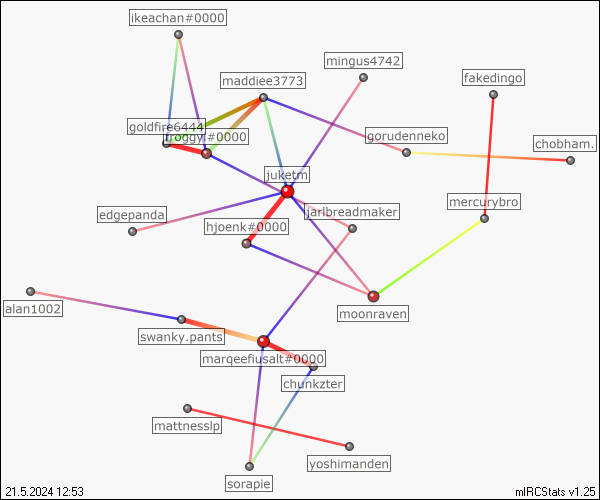 ikeachan#0000
mingus4742
maddiee3773
fakedingo
goldfire6444
froggyj#0000
gorudenneko
chobham.
juketm
mercurybro
edgepanda
jarlbreadmaker
hjoenk#0000
alan1002
moonraven
swanky.pants
marqeefiusalt#0000
chunkzter
mattnesslp
yoshimanden
sorapie
21.5.2024 12:53
mIRCStats v1.25